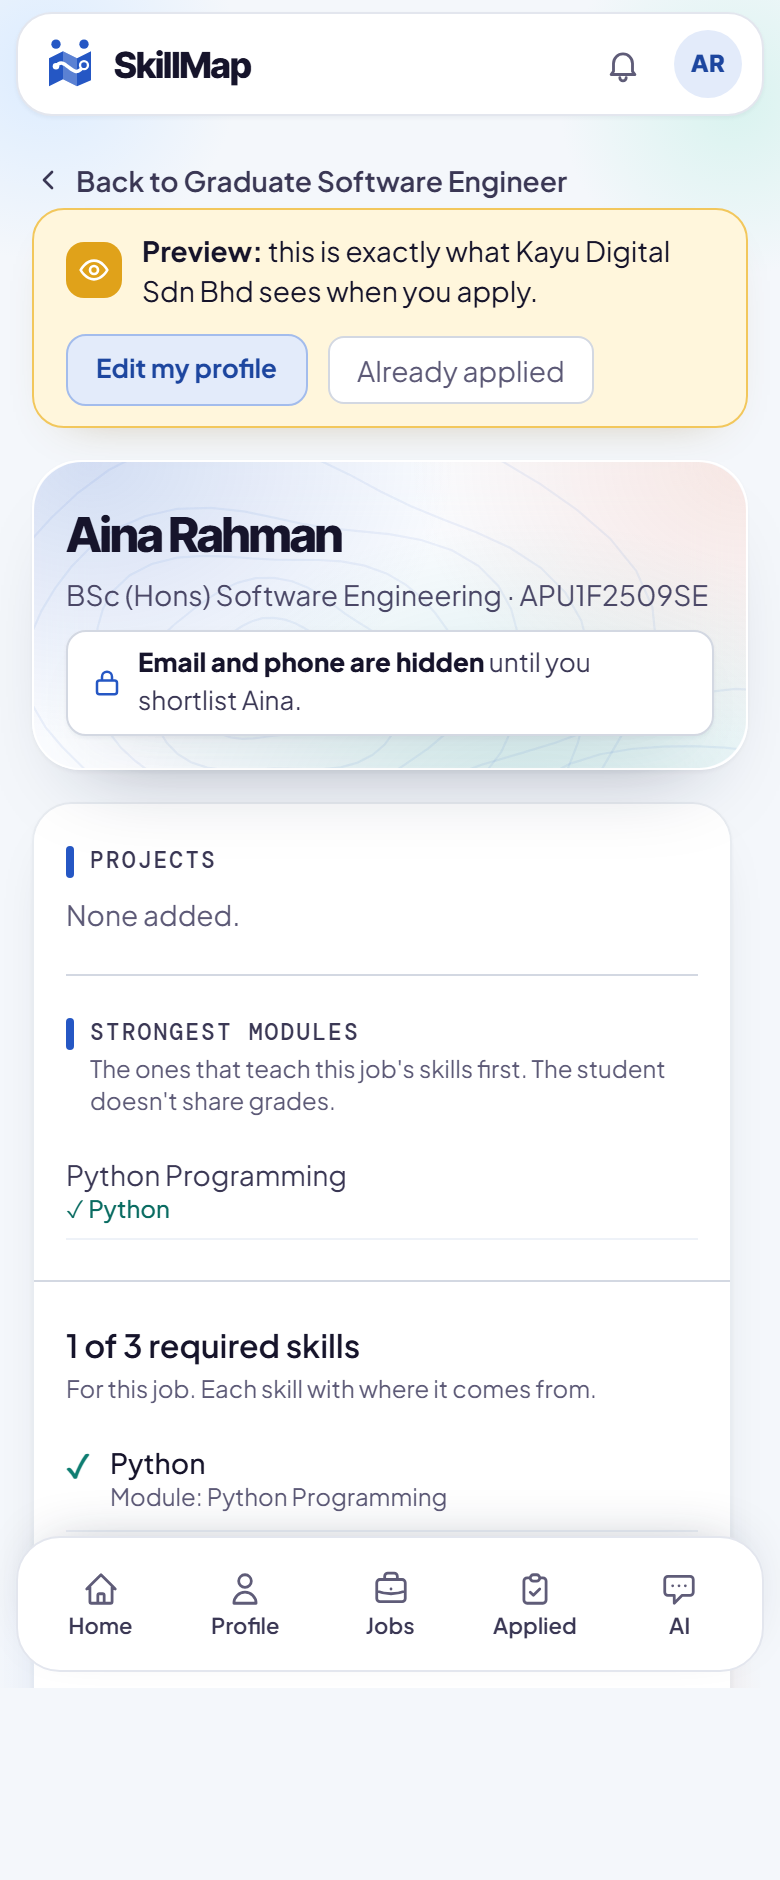 SkillMap
AR
Back to Graduate Software Engineer
Preview: this is exactly what Kayu Digital
Sdn Bhd sees when you apply.
Edit my profile
Already applied
Aina Rahman
BSc (Hons) Software Engineering · APU1F2509SE
Email and phone are hidden until you
shortlist Aina.
PROJECTS
None added.
STRONGEST MODULES
The ones that teach this job's skills first. The student
doesn't share grades.
Python Programming
✓ Python
1 of 3 required skills
For this job. Each skill with where it comes from.
✓ Python
Module: Python Programming
Home
Profile
Jobs
Applied
AI